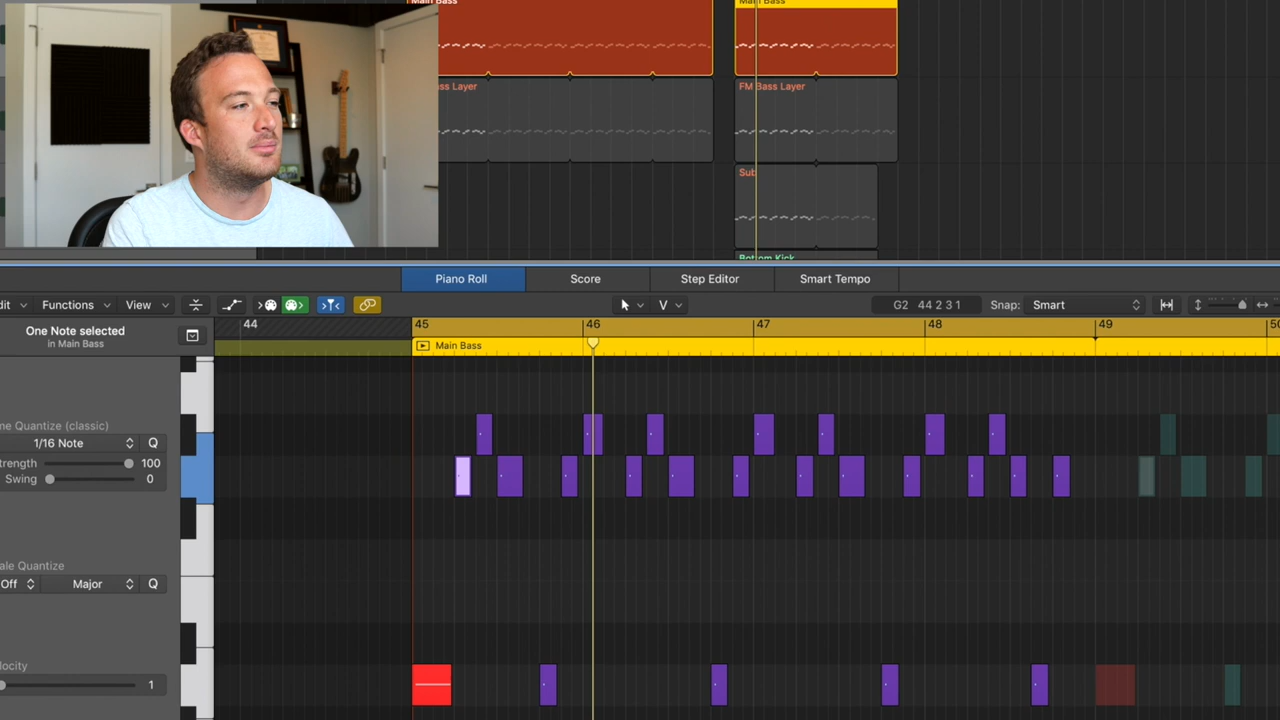 Main Bass
Main Bass
ss Layer
FM Bass Layer
Sub
Bottom Kick
Piano Roll
Score
Step Editor
Smart Tempo
dit
Functions
View
V
G2 44 2 3 1
Snap:
Smart
One Note selected
in Main Bass
44
45
46
47
48
49
50
Main Bass
me Quantize (classic)
1/16 Note
Q
trength
100
Swing
0
ale Quantize
Off
Major
Q
locity
1